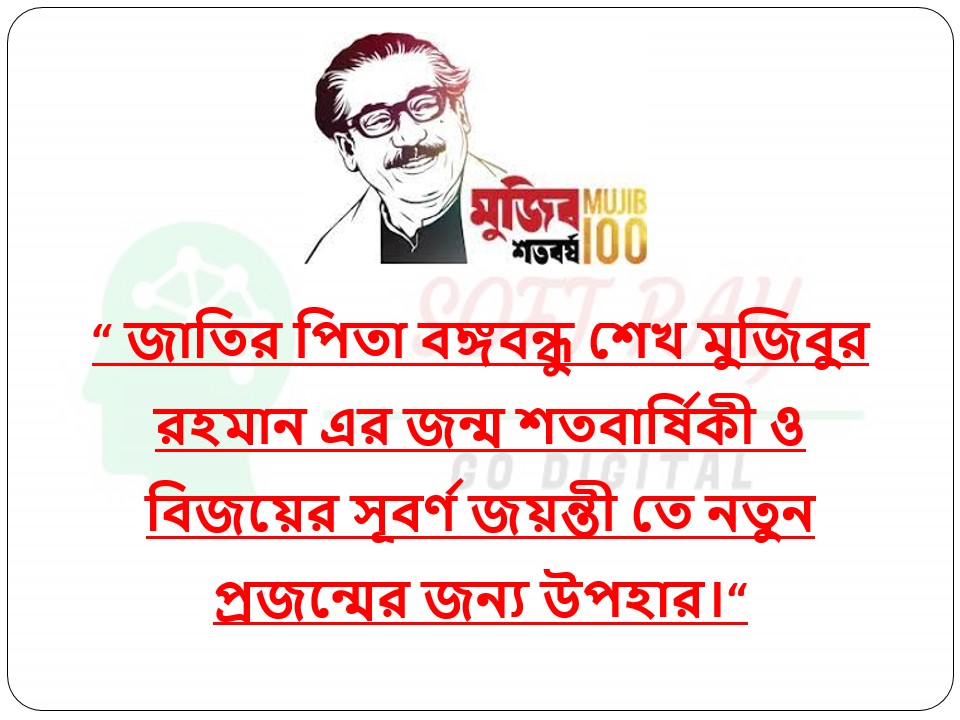 মুজিব
শতবর্ষ
MUJIB
100
SOFT RAY
GO DIGITAL
“ জাতির পিতা বঙ্গবন্ধু শেখ মুজিবুর
রহমান এর জন্ম শতবার্ষিকী ও
বিজয়ের সূবর্ণ জয়ন্তী তে নতুন
প্রজন্মের জন্য উপহার।“